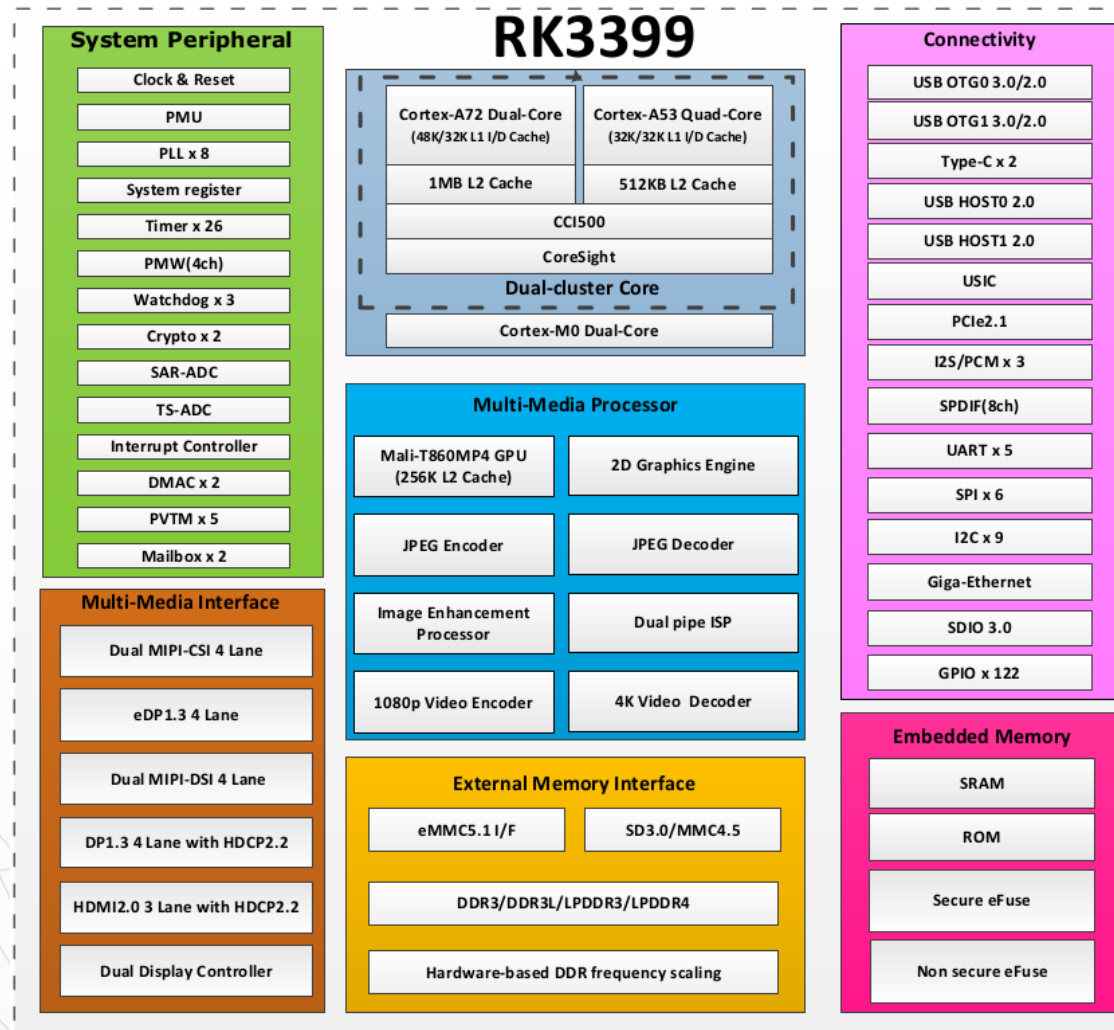 RK3399
System Peripheral
Clock & Reset
PMU
PLL x 8
System register
Timer x 26
PMW(4ch)
Watchdog x 3
Crypto x 2
SAR-ADC
TS-ADC
Interrupt Controller
DMAC x 2
PVTM x 5
Mailbox x 2
Multi-Media Interface
Dual MIPI-CSI 4 Lane
eDP1.3 4 Lane
Dual MIPI-DSI 4 Lane
DP1.3 4 Lane with HDCP2.2
HDMI2.0 3 Lane with HDCP2.2
Dual Display Controller
Cortex-A72 Dual-Core
(48K/32K L1 I/D Cache)
1MB L2 Cache
Cortex-A53 Quad-Core
(32K/32K L1 I/D Cache)
512KB L2 Cache
CCI500
CoreSight
Dual-cluster Core
Cortex-M0 Dual-Core
Multi-Media Processor
Mali-T860MP4 GPU
(256K L2 Cache)
2D Graphics Engine
JPEG Encoder
JPEG Decoder
Image Enhancement
Processor
Dual pipe ISP
1080p Video Encoder
4K Video Decoder
External Memory Interface
eMMC5.1 I/F
SD3.0/MMC4.5
DDR3/DDR3L/LPDDR3/LPDDR4
Hardware-based DDR frequency scaling
Connectivity
USB OTG0 3.0/2.0
USB OTG1 3.0/2.0
Type-C x 2
USB HOST0 2.0
USB HOST1 2.0
USIC
PCIe2.1
I2S/PCM x 3
SPDIF(8ch)
UART x 5
SPI x 6
I2C x 9
Giga-Ethernet
SDIO 3.0
GPIO x 122
Embedded Memory
SRAM
ROM
Secure eFuse
Non secure eFuse